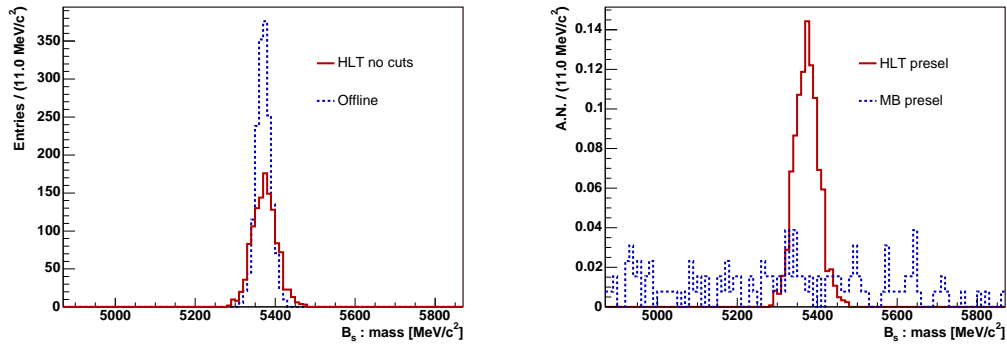 Entries / (11.0 MeV/c²)
350
300
250
200
150
100
50
0
HLT no cuts
Offline
5000 5200 5400 5600 5800
Bₛ : mass [MeV/c²]
A.N. / (11.0 MeV/c²)
0.14
0.12
0.1
0.08
0.06
0.04
0.02
0
HLT presel
MB presel
5000 5200 5400 5600 5800
Bₛ : mass [MeV/c²]